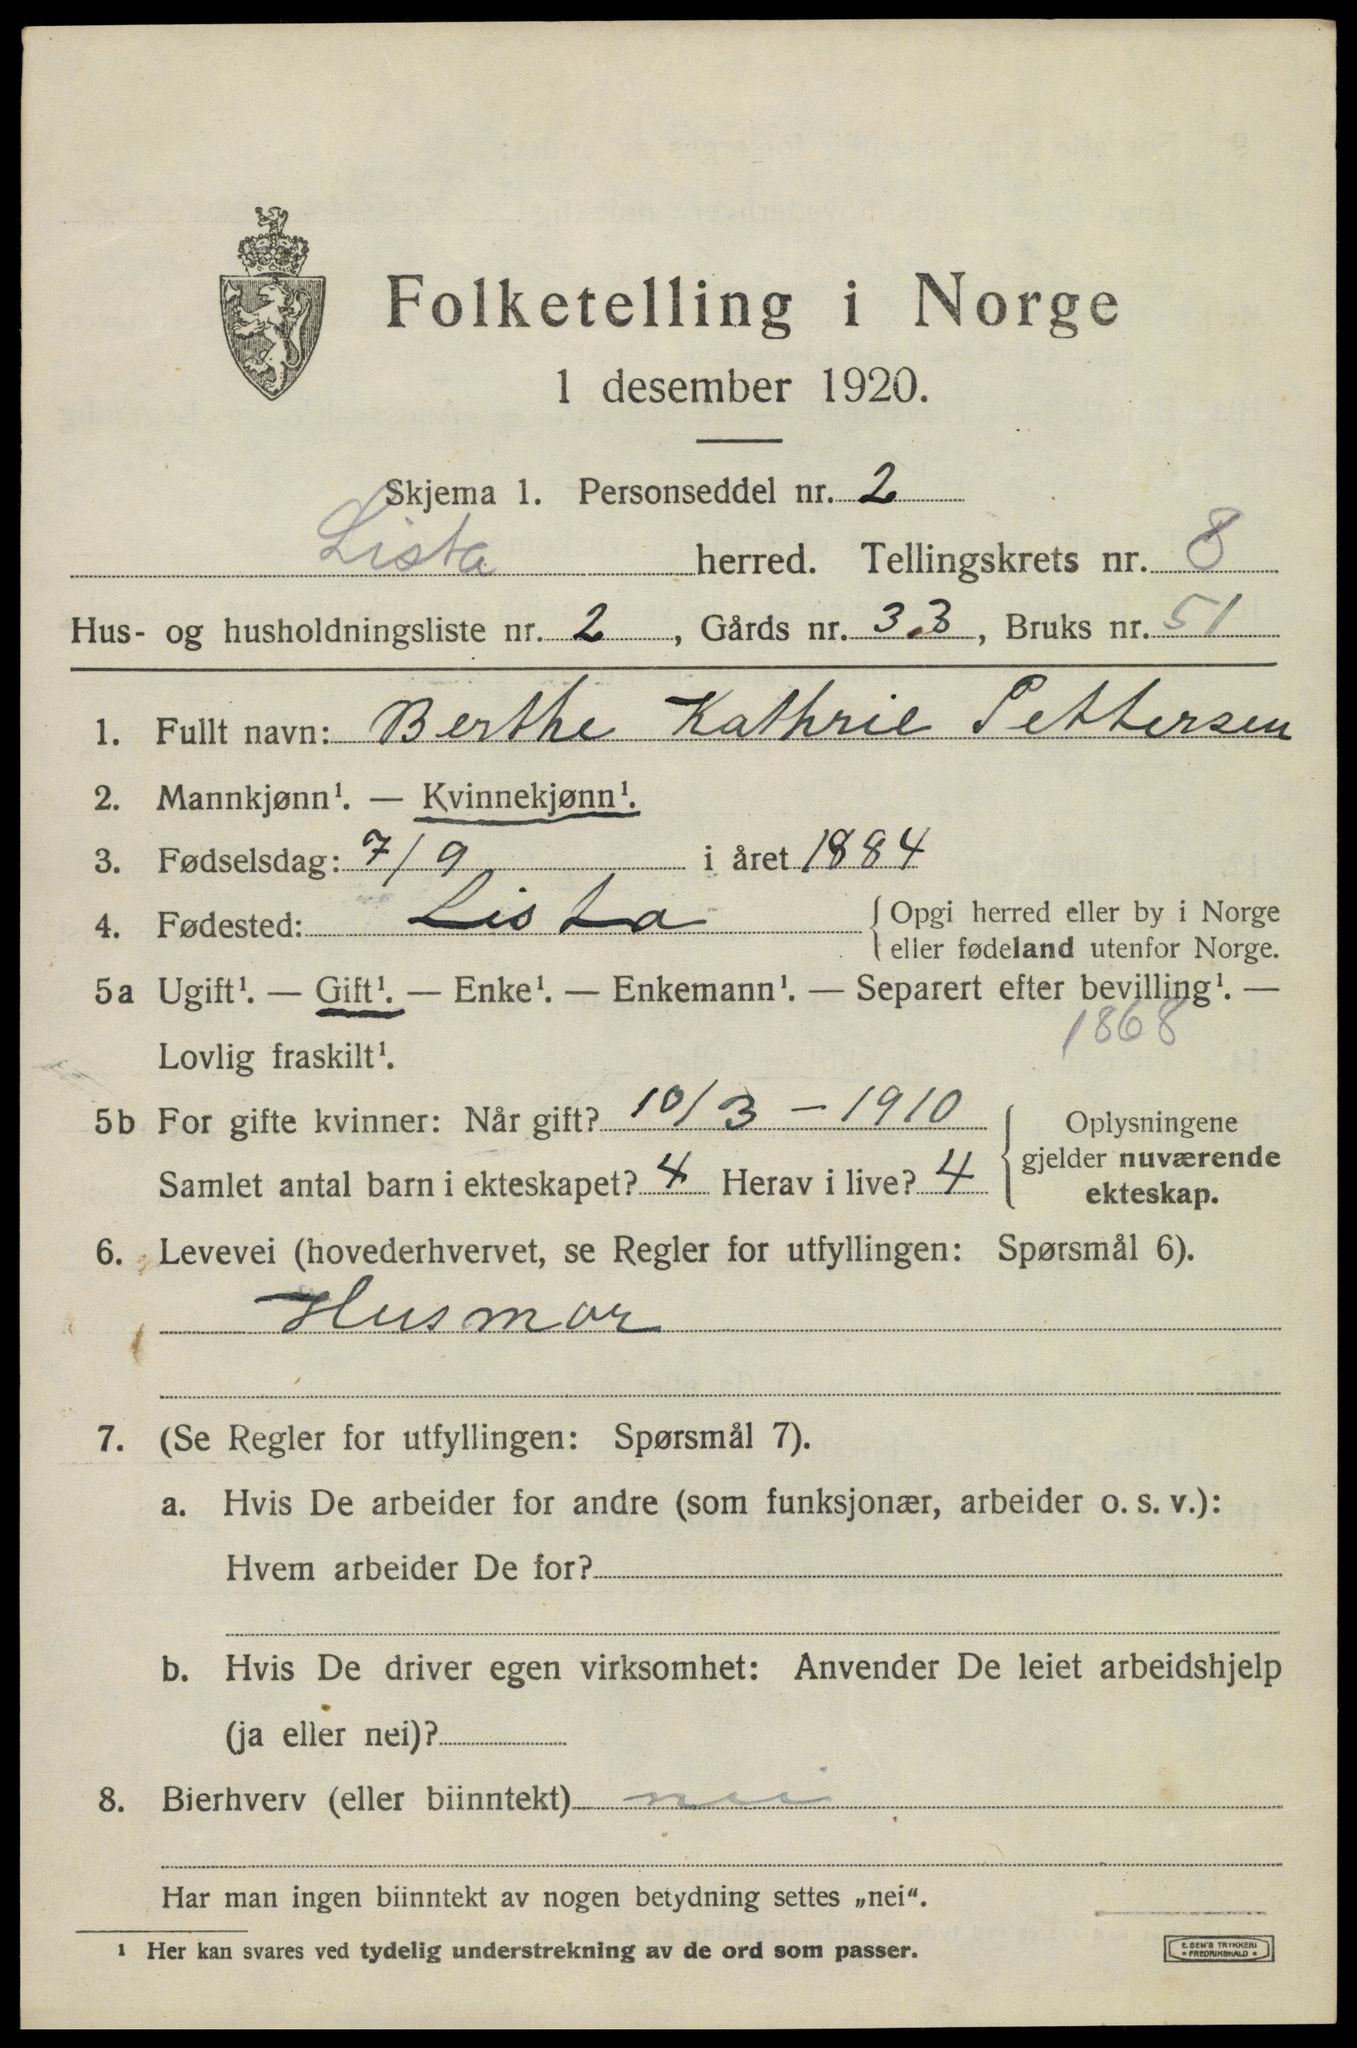 Folketelling i Norge
1 desember 1920.
Skjema 1. Personseddel nr. 2
Lista herred. Tellingskrets nr. 8
Hus- og husholdningsliste nr. 2, Gårds nr. 33, Bruks nr. 51
1. Fullt navn: Berthe Kathrie Pettersen
2. Mannkjønn¹. — Kvinnekjønn¹.
3. Fødselsdag: 7/9 i året 1884
4. Fødested: Lista { Opgi herred eller by i Norge
eller fødeland utenfor Norge.
5a Ugift¹. — Gift¹. — Enke¹. — Enkemann¹. — Separert efter bevilling¹. —
1868
Lovlig fraskilt¹.
5b For gifte kvinner: Når gift? 10/3 - 1910 { Oplysningene
gjelder nuværende
Samlet antal barn i ekteskapet? 4 Herav i live? 4
ekteskap.
6. Levevei (hovederhvervet, se Regler for utfyllingen: Spørsmål 6).
Husmor
7. (Se Regler for utfyllingen: Spørsmål 7).
a. Hvis De arbeider for andre (som funksjonær, arbeider o. s. v.):
Hvem arbeider De for?
b. Hvis De driver egen virksomhet: Anvender De leiet arbeidshjelp
(ja eller nei)?
8. Bierhverv (eller biinntekt) nei
Har man ingen biinntekt av nogen betydning settes „nei“.
¹ Her kan svares ved tydelig understrekning av de ord som passer.
E. SEM'S TRYKKERI
• FREDRIKSHALD •